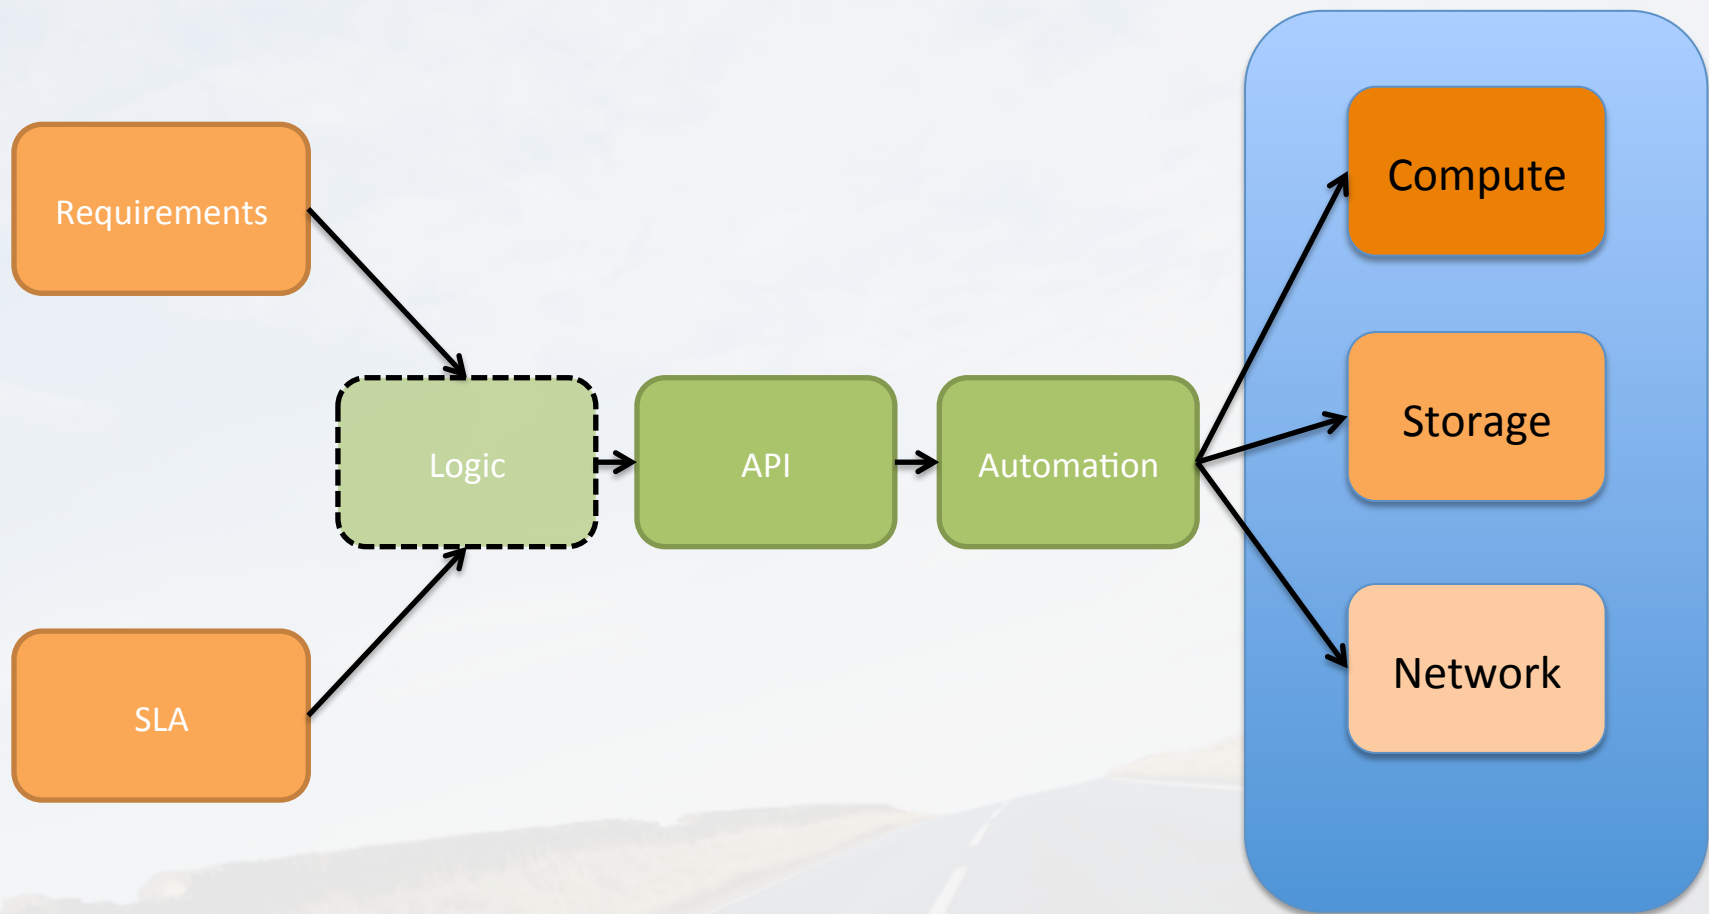 Requirements
SLA
Logic
API
Automation
Compute
Storage
Network